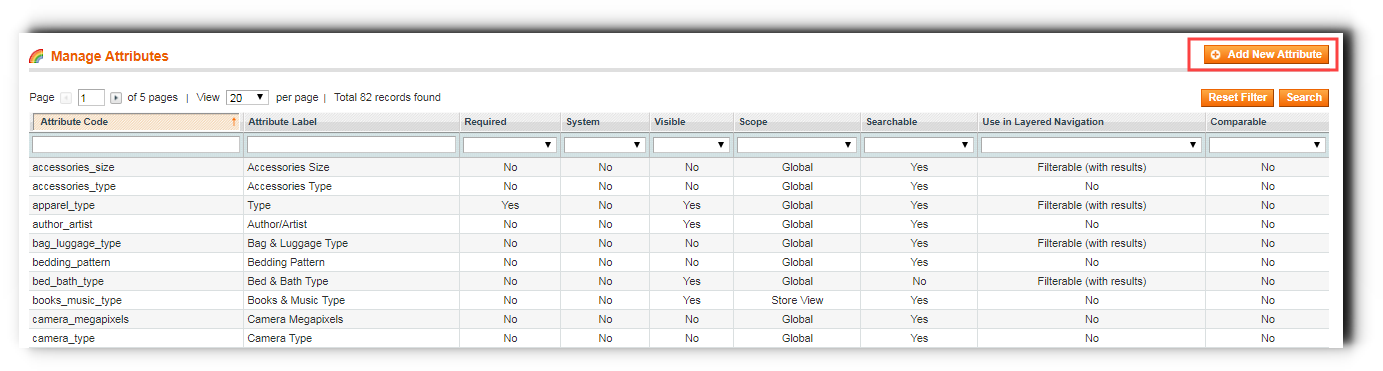 Manage Attributes Add New Attribute
Page 1 of 5 pages | View 20 per page | Total 82 records found Reset Filter Search
Attribute Code Attribute Label Required System Visible Scope Searchable Use in Layered Navigation Comparable
accessories_size Accessories Size No No No Global Yes Filterable (with results) No
accessories_type Accessories Type No No No Global Yes No No
apparel_type Type Yes No Yes Global Yes Filterable (with results) No
author_artist Author/Artist No No Yes Global Yes No No
bag_luggage_type Bag & Luggage Type No No No Global Yes Filterable (with results) No
bedding_pattern Bedding Pattern No No No Global Yes No No
bed_bath_type Bed & Bath Type No No Yes Global No Filterable (with results) No
books_music_type Books & Music Type No No Yes Store View Yes No No
camera_megapixels Camera Megapixels No No No Global Yes No No
camera_type Camera Type No No No Global Yes No No